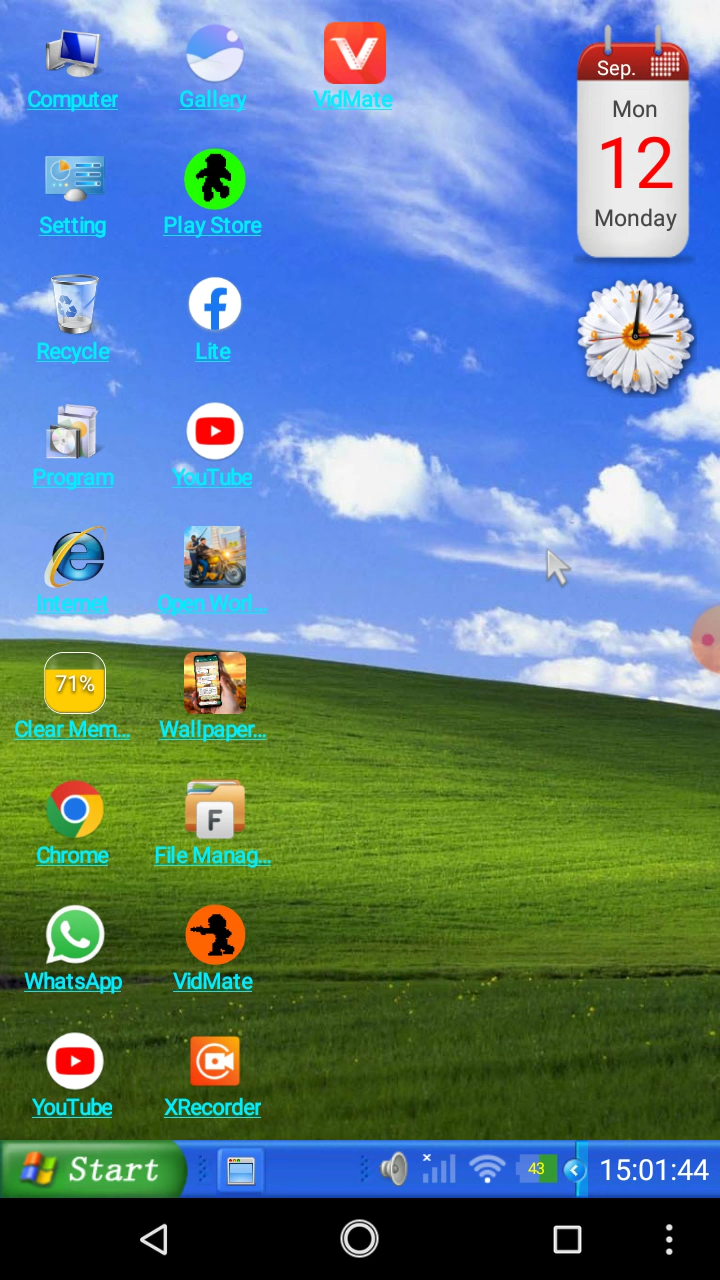 Computer
Gallery
VidMate
Sep.
Mon
12
Monday
Setting
Play Store
Recycle
Lite
Program
YouTube
Internet
Open Worl...
71%
Clear Mem...
Wallpaper...
Chrome
F
File Manag...
WhatsApp
VidMate
YouTube
XRecorder
Start
43
15:01:44